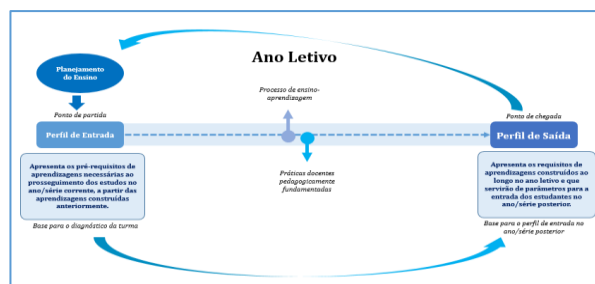 Ano Letivo
Planejamento
do Ensino
Ponto de partida
Perfil de Entrada
Apresenta os pré-requisitos de
aprendizagens necessárias ao
prosseguimento dos estudos no
ano/série corrente, a partir das
aprendizagens construídas
anteriormente.
Base para o diagnóstico da turma
Processo de ensino-
aprendizagem
Práticas docentes
pedagogicamente
fundamentadas
Ponto de chegada
Perfil de Saída
Apresenta os requisitos de
aprendizagens construídos ao
longo no ano letivo e que
servirão de parâmetros para a
entrada dos estudantes no
ano/série posterior.
Base para o perfil de entrada no
ano/série posterior